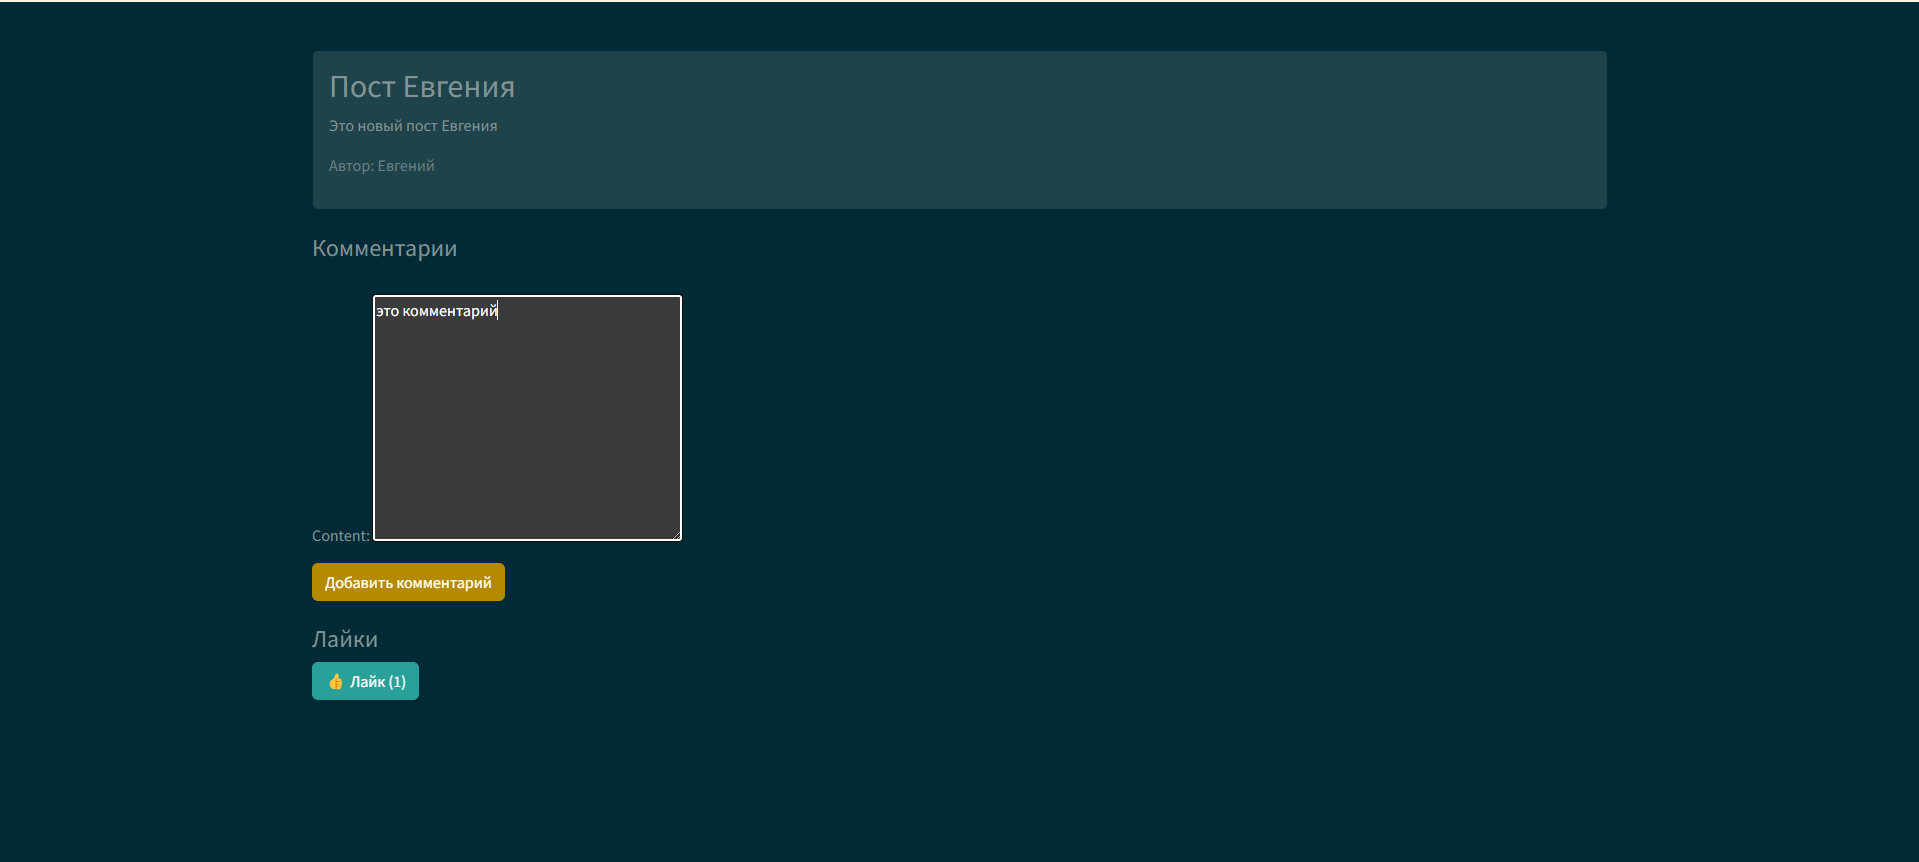 Пост Евгения
Это новый пост Евгения
Автор: Евгений
Комментарии
это комментарий
Content:
Добавить комментарий
Лайки
👍 Лайк (1)